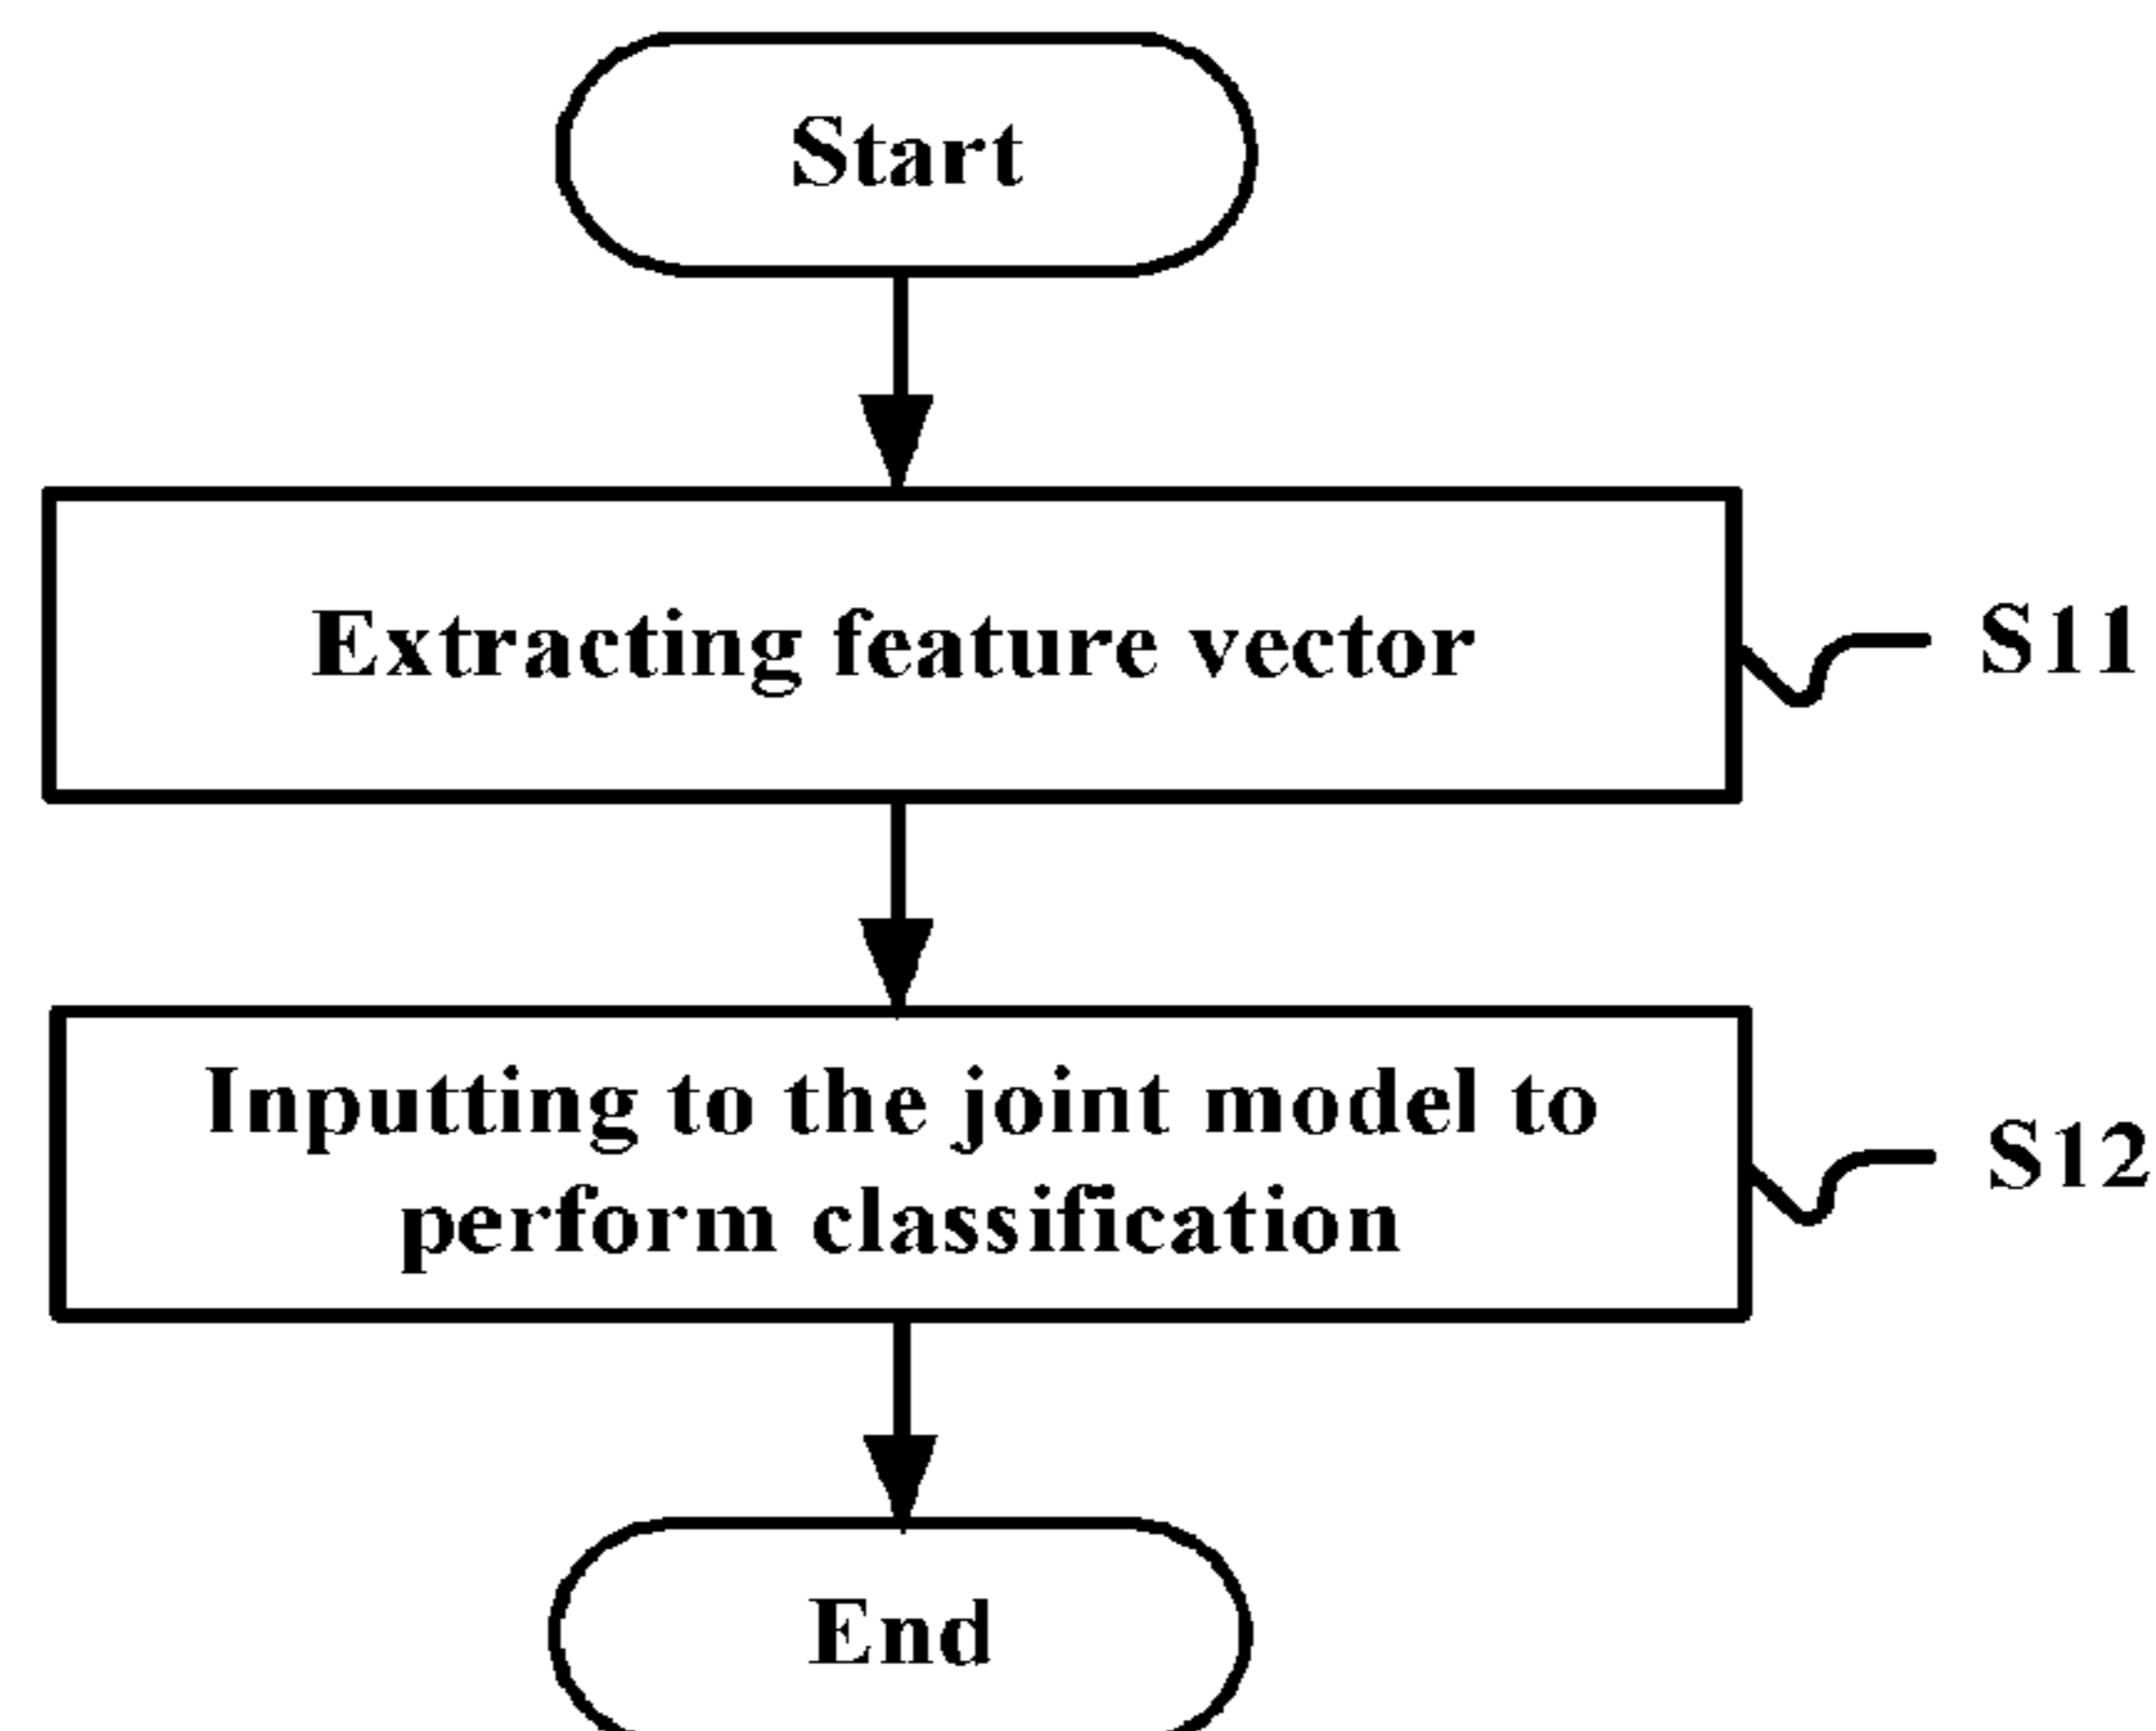 Start
Extracting feature vector
S11
Inputting to the joint model to
perform classification
S12
End